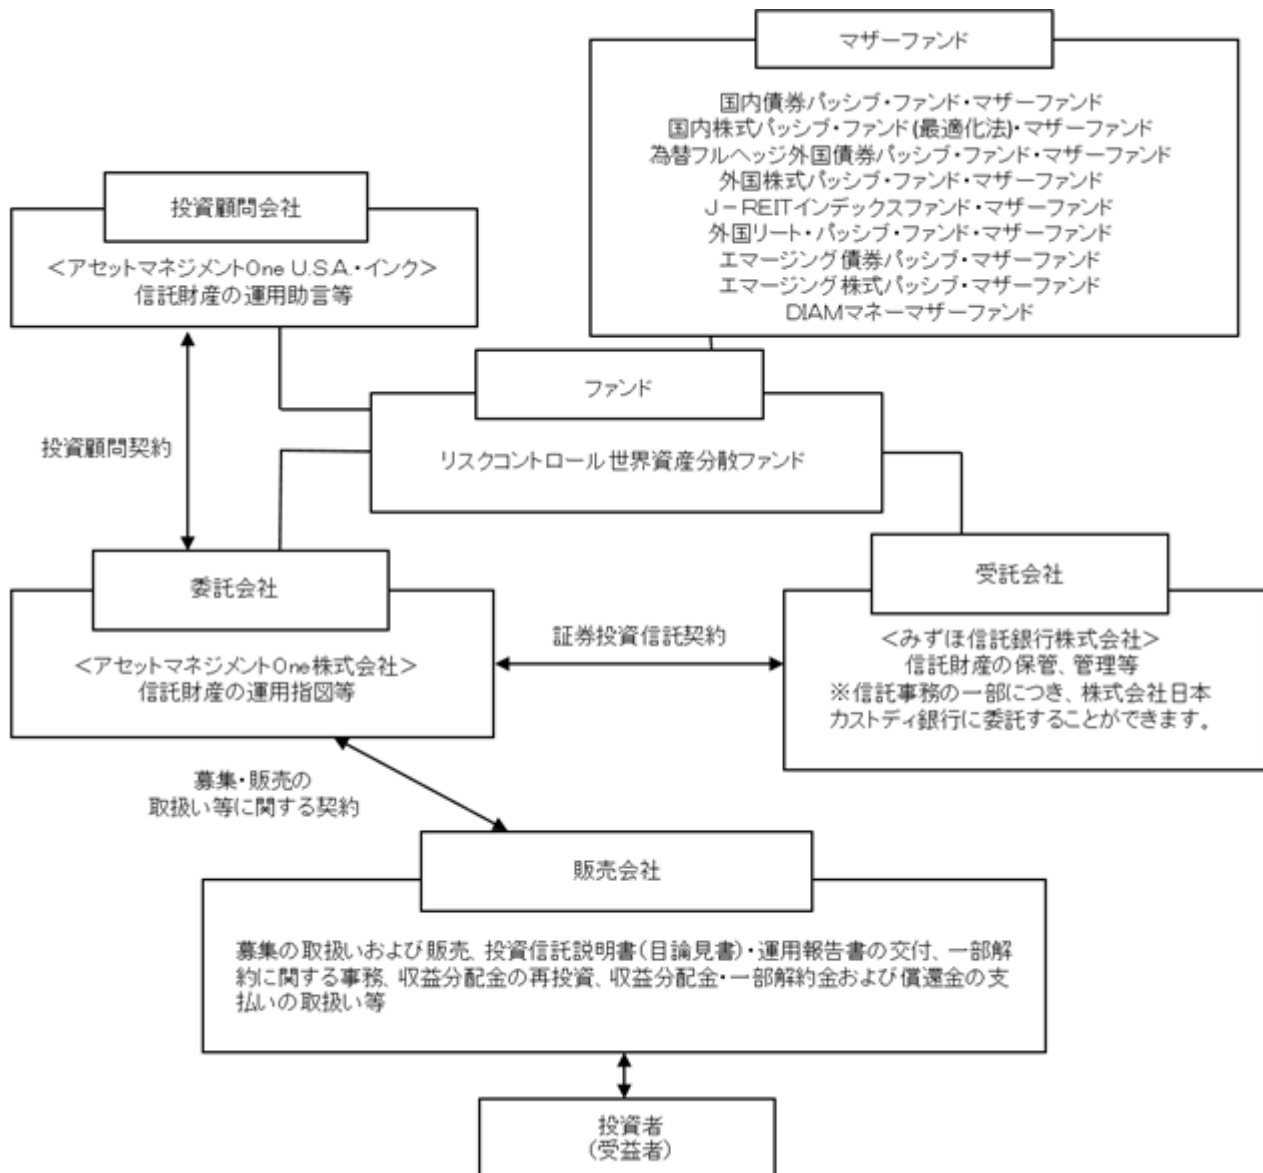 マザーファンド
国内債券パッシブ・ファンド・マザーファンド
国内株式パッシブ・ファンド(最適化法)・マザーファンド
為替フルヘッジ外国債券パッシブ・ファンド・マザーファンド
外国株式パッシブ・ファンド・マザーファンド
J-REITインデックスファンド・マザーファンド
外国リート・パッシブ・ファンド・マザーファンド
エマージング債券パッシブ・マザーファンド
エマージング株式パッシブ・マザーファンド
DIAMマネーマザーファンド
投資顧問会社
<アセットマネジメントOne U.S.A.・インク>
信託財産の運用助言等
ファンド
リスクコントロール世界資産分散ファンド
投資顧問契約
委託会社
<アセットマネジメントOne株式会社>
信託財産の運用指図等
証券投資信託契約
受託会社
<みずほ信託銀行株式会社>
信託財産の保管、管理等
※信託事務の一部につき、株式会社日本
カストディ銀行に委託することができます。
募集・販売の
取扱い等に関する契約
販売会社
募集の取扱いおよび販売、投資信託説明書(目論見書)・運用報告書の交付、一部解
約に関する事務、収益分配金の再投資、収益分配金・一部解約金および償還金の支
払いの取扱い等
投資者
(受益者)